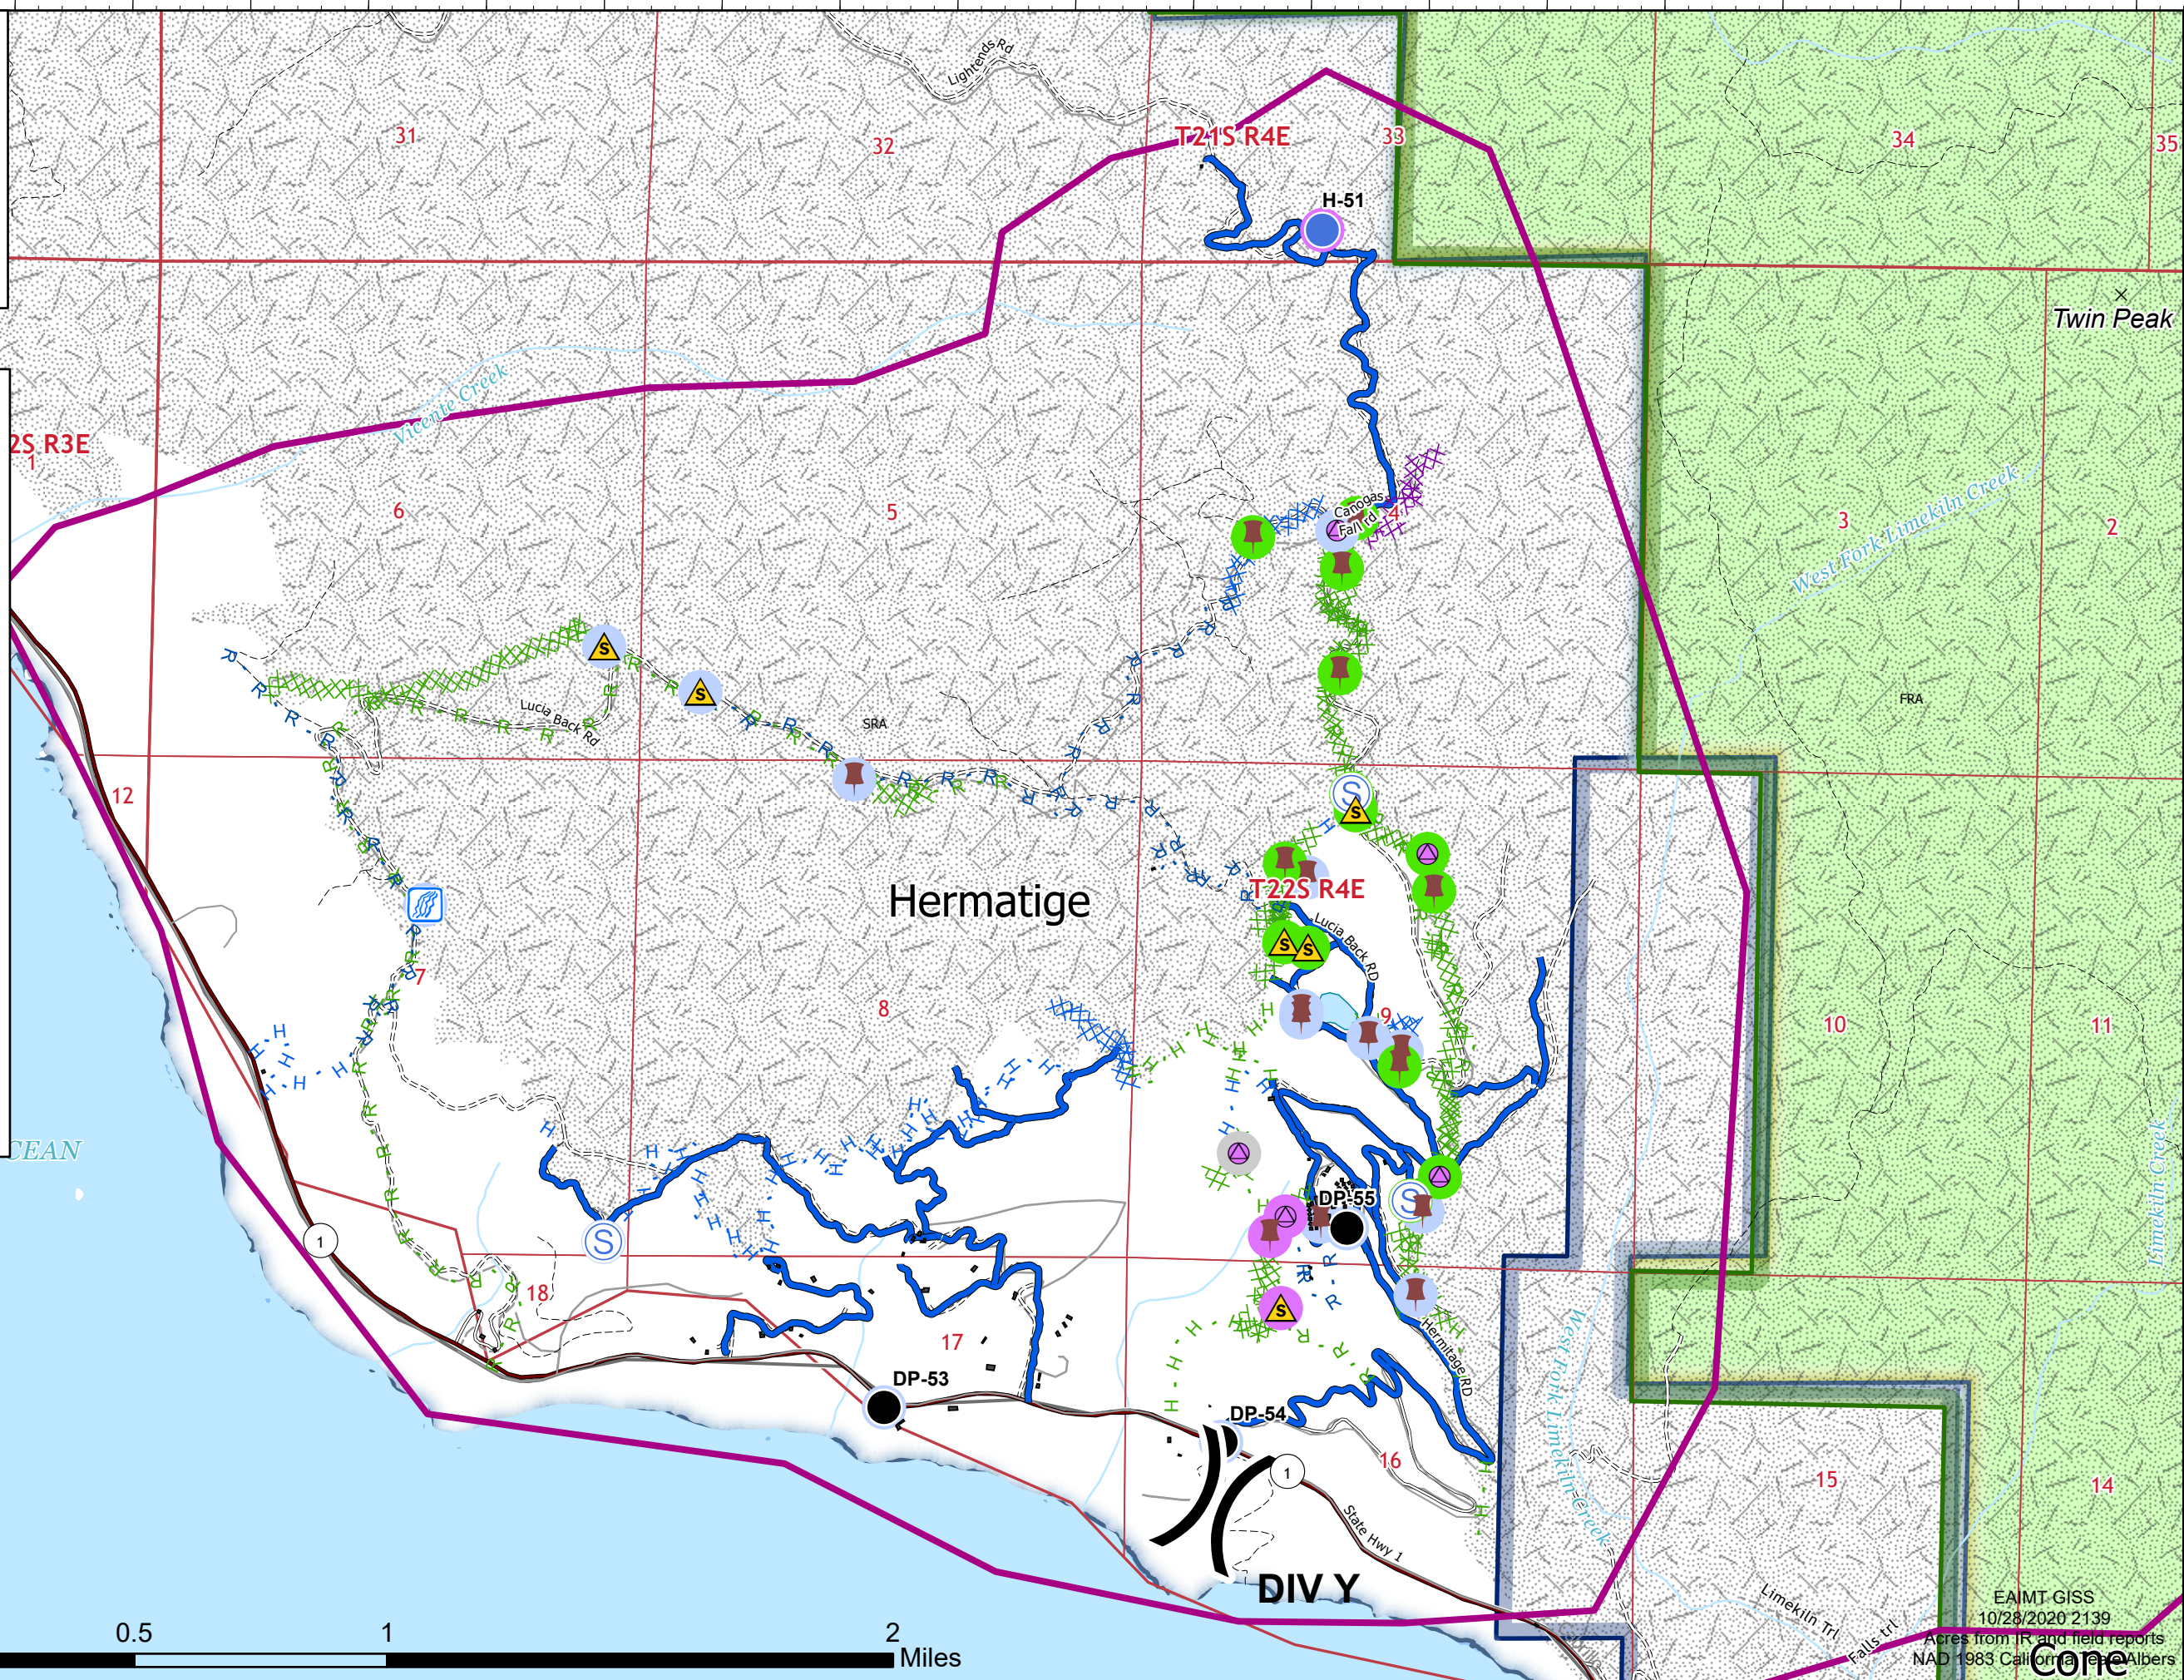 Lightends Rd
31
32
T21S R4E
33
34
35
H-51
Twin Peak
Vicente Creek
2S R3E
1
6
5
Canogas
Fall rd
4
3
2
West Fork Limekiln Creek
Lucia Back Rd
SRA
FRA
12
S
Hermatige
T22S R4E
Lucia Back RD
7
8
9
10
11
CEAN
DP-55
S
S
1
18
17
Hermitage RD
West Fork Limekiln Creek
Limekiln Creek
DP-53
DP-54
16
15
14
1
State Hwy 1
DIV Y
Limekiln Trl
Falls trl
EAIMT GISS
10/28/2020 2139
Acres from IR and field reports
NAD 1983 California Teale Albers
Cone
0.5
1
2
Miles